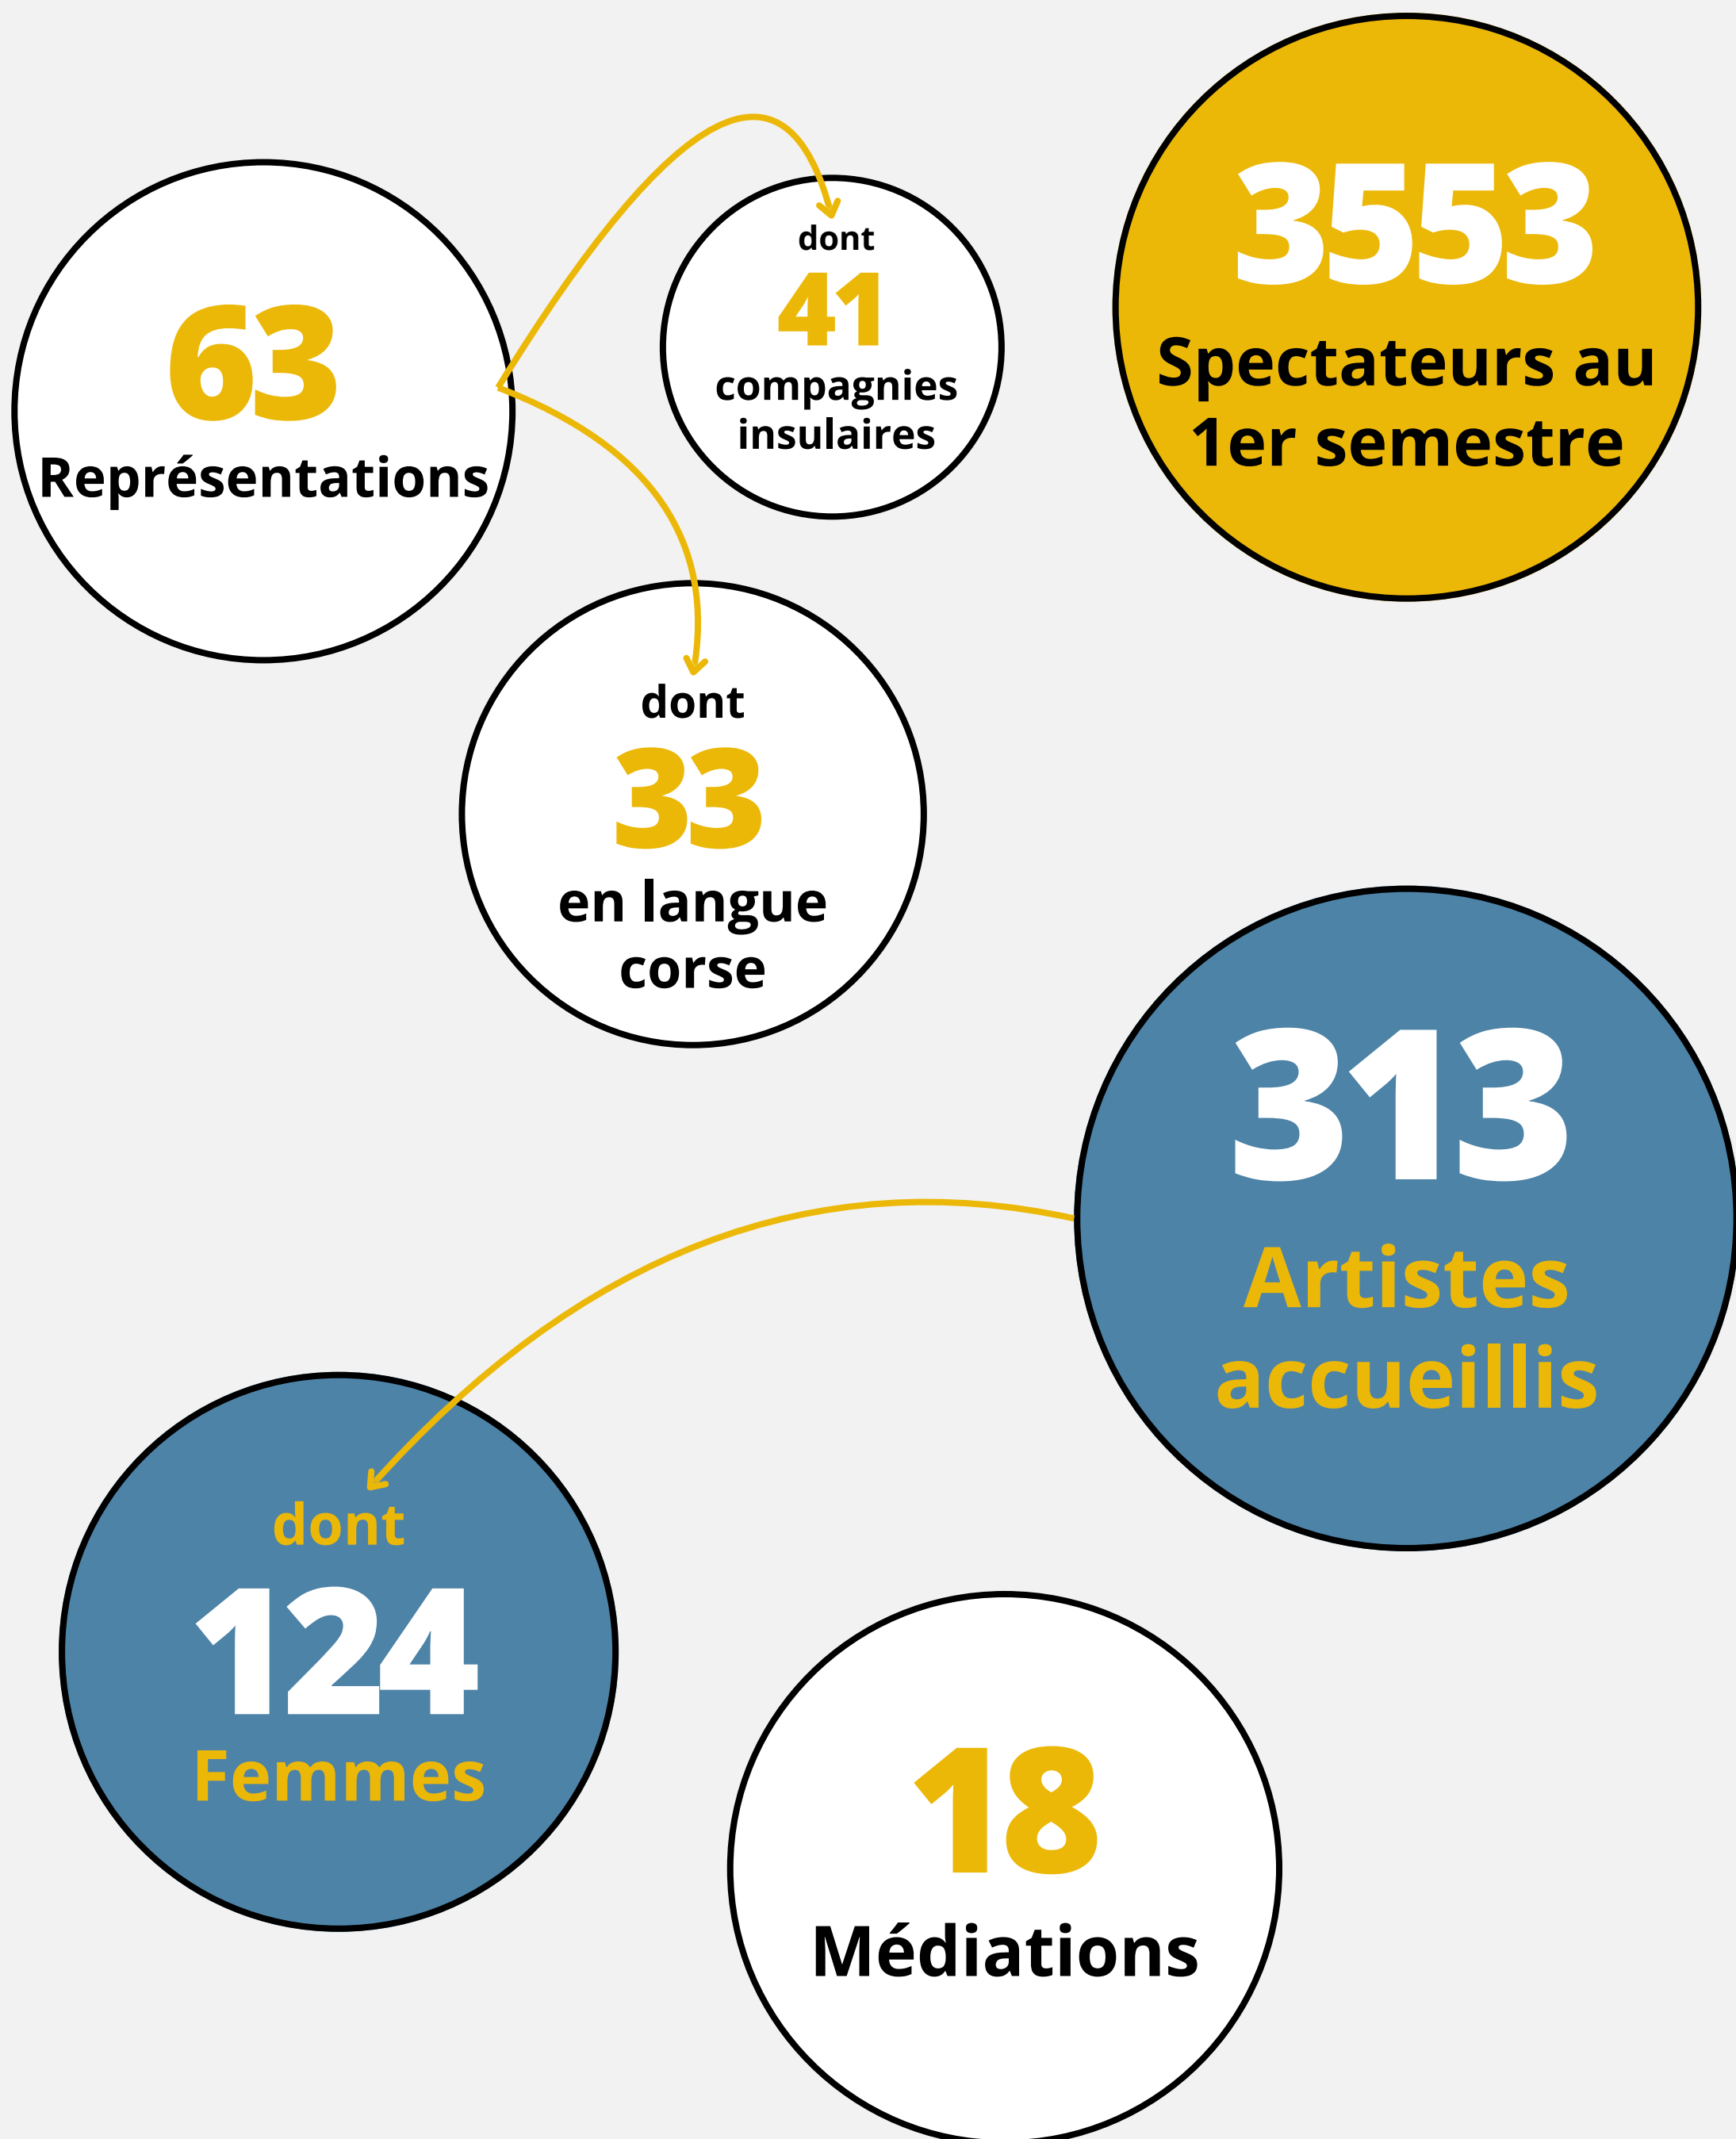 63
Représentations
dont
41
compagnies
insulaires
3553
Spectateurs au
1er semestre
dont
33
en langue
corse
313
Artistes
accueillis
dont
124
Femmes
18
Médiations